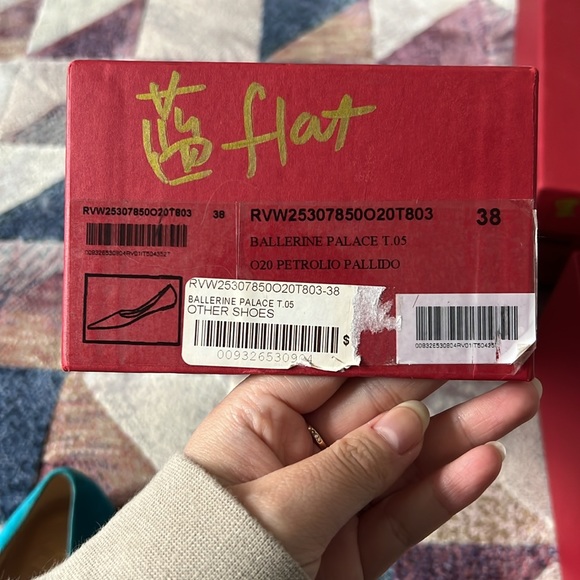 蓝 flat
RVW25307850O20T803 38
RVW25307850O20T803 38
BALLERINE PALACE T.05
O20 PETROLIO PALLIDO
RVW25307850O20T803-38
BALLERINE PALACE T.05
OTHER SHOES
$